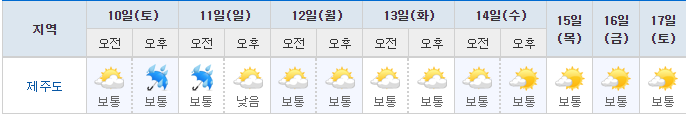 지역 10일(토) 11일(일) 12일(월) 13일(화) 14일(수) 15일(목) 16일(금) 17일(토)
오전 오후 오전 오후 오전 오후 오전 오후 오전 오후
제주도 보통 보통 보통 낮음 보통 보통 보통 보통 보통 보통 보통 보통 보통